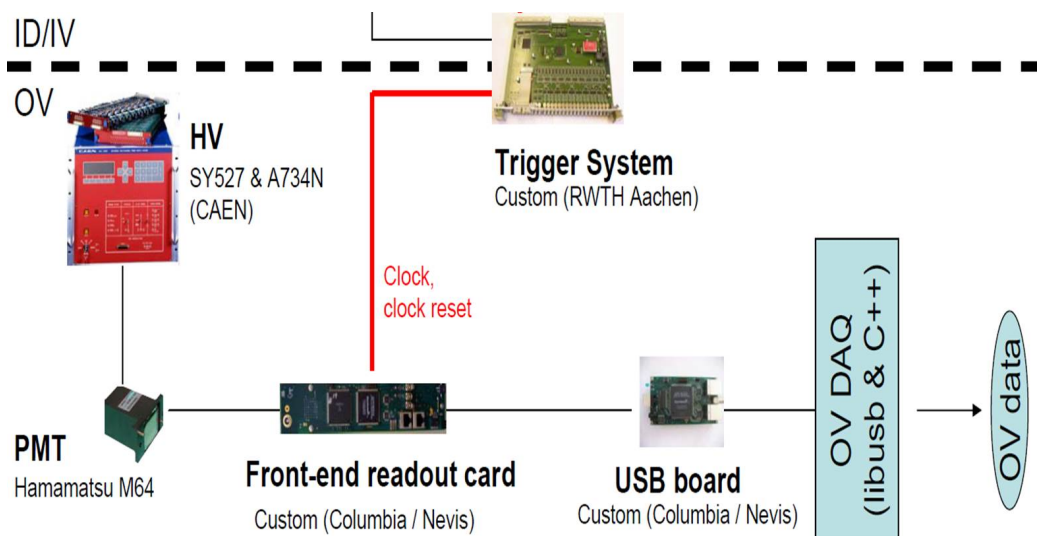 ID/IV
OV
HV
SY527 & A734N
(CAEN)
Trigger System
Custom (RWTH Aachen)
Clock,
clock reset
PMT
Hamamatsu M64
Front-end readout card
Custom (Columbia / Nevis)
USB board
Custom (Columbia / Nevis)
OV DAQ
(libusb & C++)
OV data